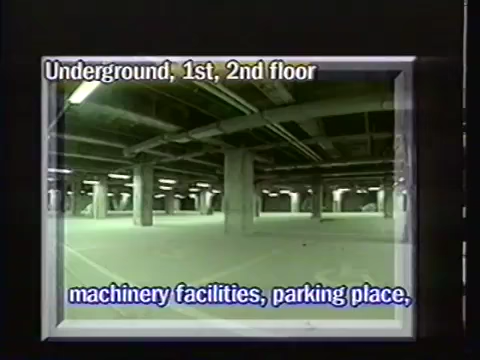 Underground, 1st, 2nd floor
machinery facilities, parking place,